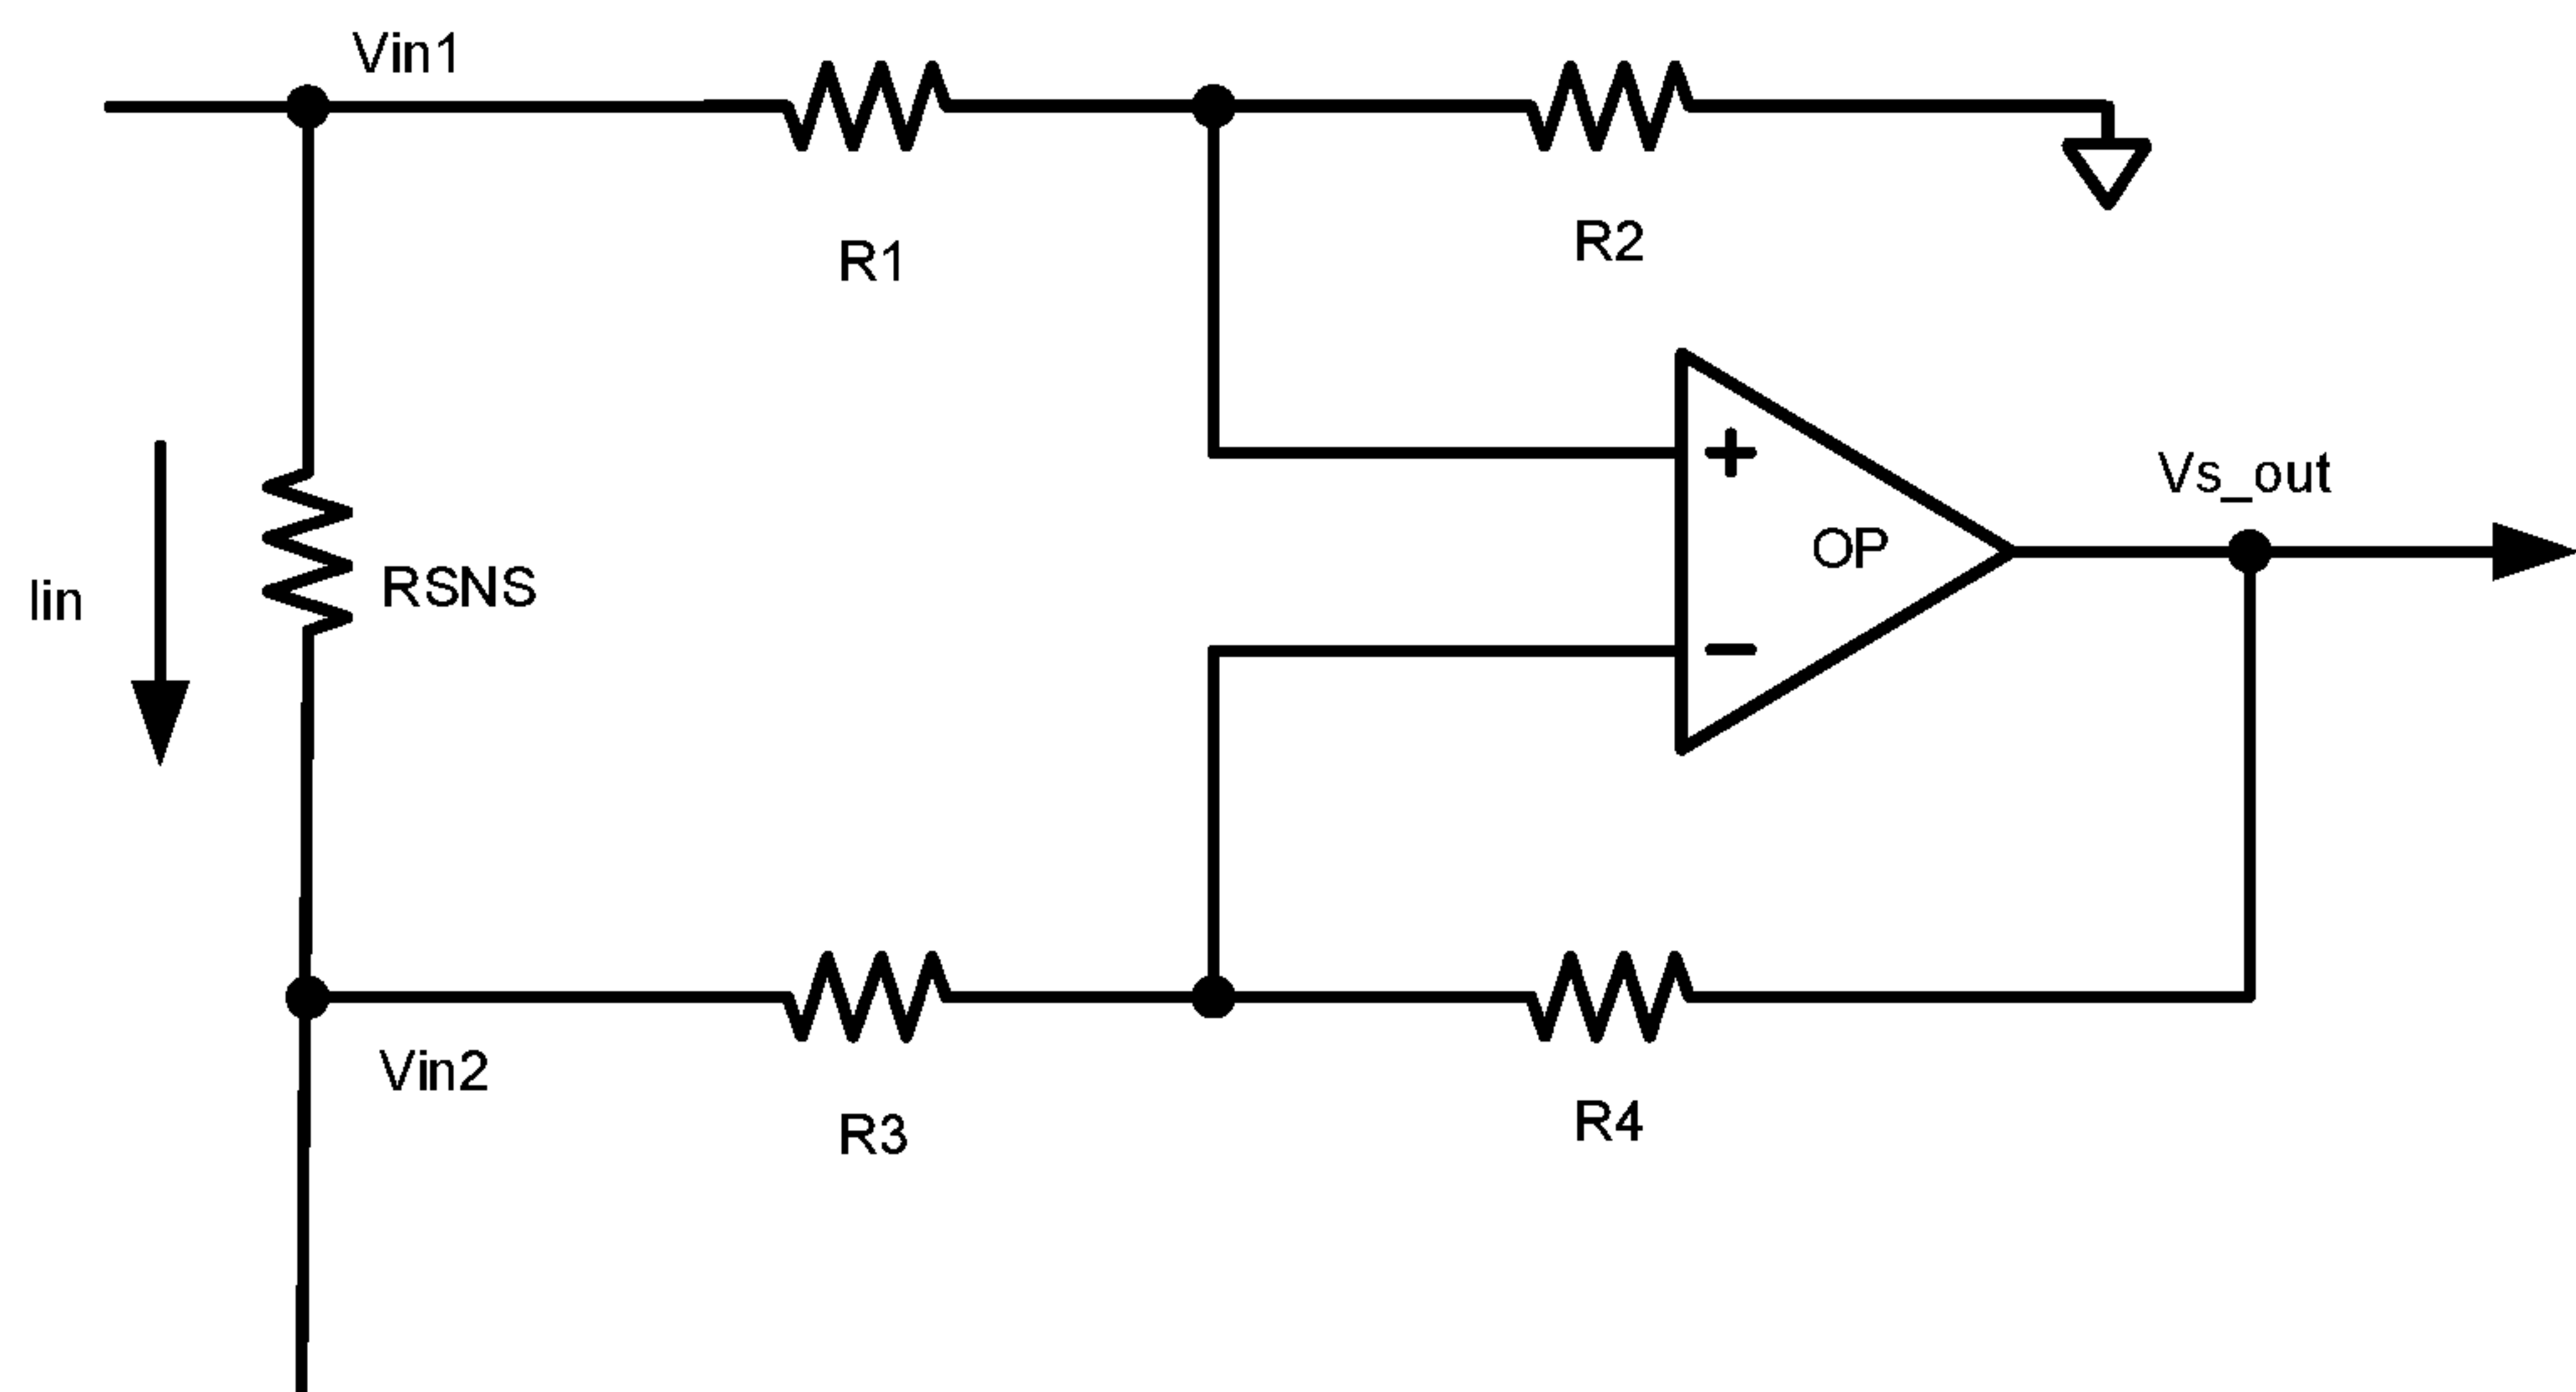 Vin1
R1
R2
+
OP
Vs_out
Iin
RSNS
−
Vin2
R3
R4